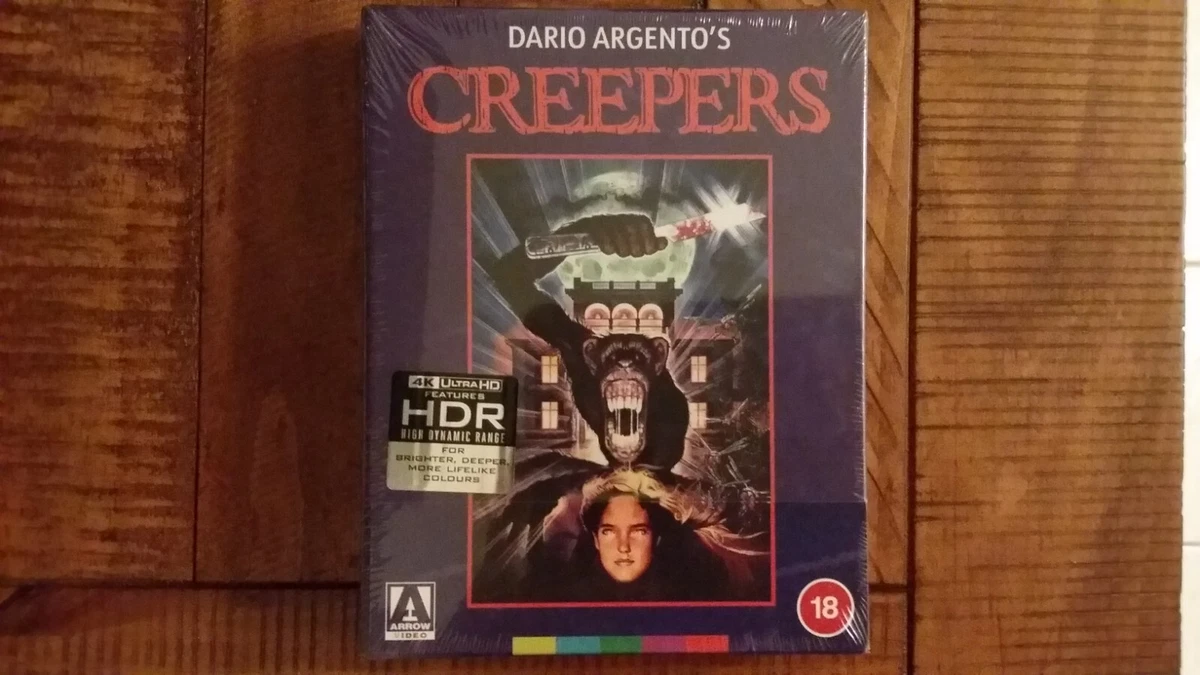 DARIO ARGENTO'S
CREEPERS
4K ULTRA HD
FEATURES
HDR
HIGH DYNAMIC RANGE
FOR
BRIGHTER, DEEPER,
MORE LIFELIKE
COLOURS
ARROW
VIDEO
18